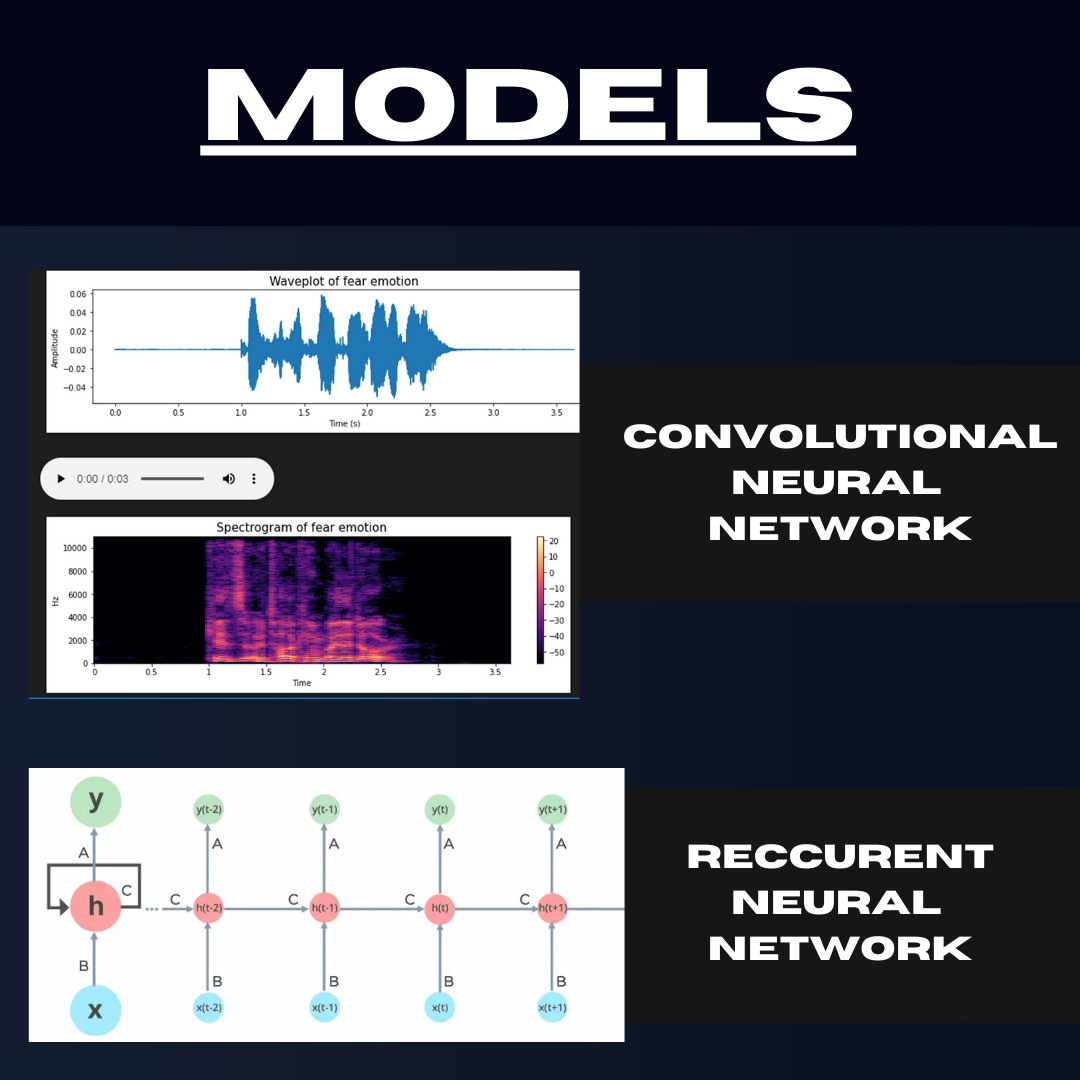 MODELS
Waveplot of fear emotion
0.06
0.04
0.02
0.00
−0.02
−0.04
Amplitude
0.0 0.5 1.0 1.5 2.0 2.5 3.0 3.5
Time (s)
0:00 / 0:03
Spectrogram of fear emotion
10000
8000
6000
4000
2000
0
Hz
0 0.5 1 1.5 2 2.5 3 3.5
Time
20
10
0
−10
−20
−30
−40
−50
CONVOLUTIONAL
NEURAL
NETWORK
y y(t-2) y(t-1) y(t) y(t+1)
A A A A A
C
h ... C h(t-2) C h(t-1) C h(t) C h(t+1)
B B B B B
x x(t-2) x(t-1) x(t) x(t+1)
RECCURENT
NEURAL
NETWORK